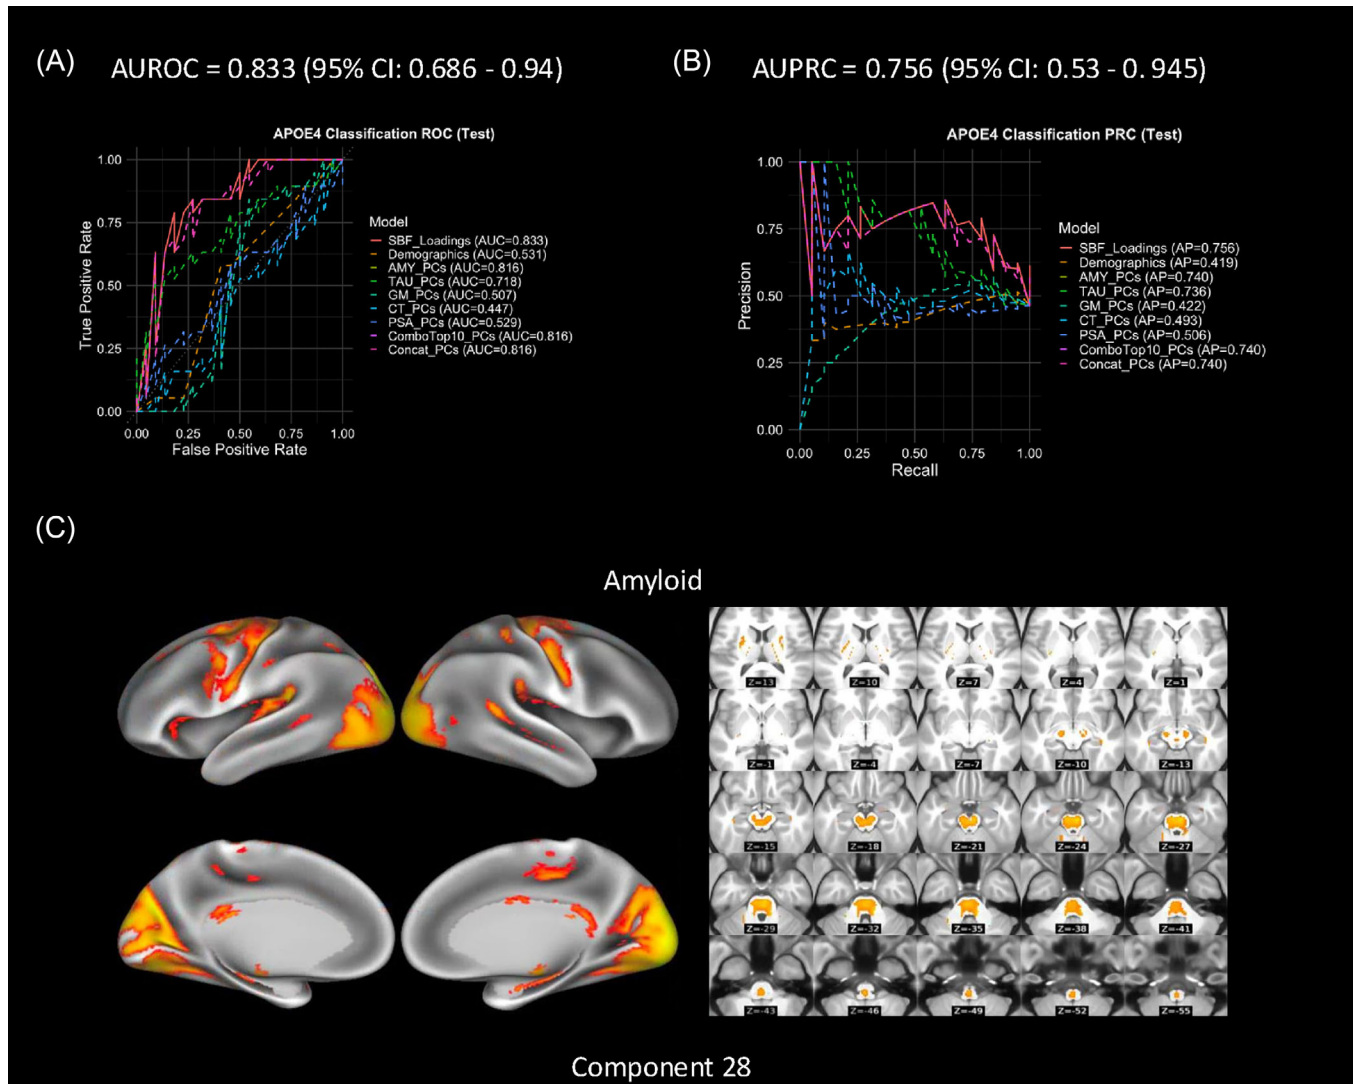 (A) AUROC = 0.833 (95% CI: 0.686 - 0.94)
APOE4 Classification ROC (Test)
True Positive Rate
1.00
0.75
0.50
0.25
0.00
0.00 0.25 0.50 0.75 1.00
False Positive Rate
Model
SBF_Loadings (AUC=0.833)
Demographics (AUC=0.531)
AMY_PCs (AUC=0.816)
TAU_PCs (AUC=0.718)
GM_PCs (AUC=0.507)
CT_PCs (AUC=0.447)
PSA_PCs (AUC=0.529)
ComboTop10_PCs (AUC=0.816)
Concat_PCs (AUC=0.816)
(B) AUPRC = 0.756 (95% CI: 0.53 - 0. 945)
APOE4 Classification PRC (Test)
Precision
1.00
0.75
0.50
0.25
0.00
0.00 0.25 0.50 0.75 1.00
Recall
Model
SBF_Loadings (AP=0.756)
Demographics (AP=0.419)
AMY_PCs (AP=0.740)
TAU_PCs (AP=0.736)
GM_PCs (AP=0.422)
CT_PCs (AP=0.493)
PSA_PCs (AP=0.506)
ComboTop10_PCs (AP=0.740)
Concat_PCs (AP=0.740)
(C)
Amyloid
Z=13 Z=10 Z=7 Z=4 Z=1
Z=-1 Z=-4 Z=-7 Z=-10 Z=-13
Z=-15 Z=-18 Z=-21 Z=-24 Z=-27
Z=-29 Z=-32 Z=-35 Z=-38 Z=-41
Z=-43 Z=-46 Z=-49 Z=-52 Z=-55
Component 28